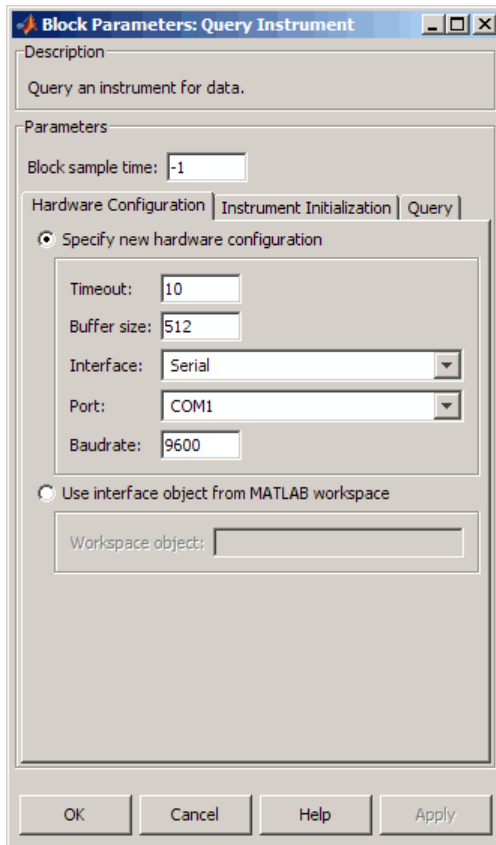 Block Parameters: Query Instrument
Description
Query an instrument for data.
Parameters
Block sample time: -1
Hardware Configuration Instrument Initialization Query
Specify new hardware configuration
Timeout: 10
Buffer size: 512
Interface: Serial
Port: COM1
Baudrate: 9600
Use interface object from MATLAB workspace
Workspace object:
OK Cancel Help Apply